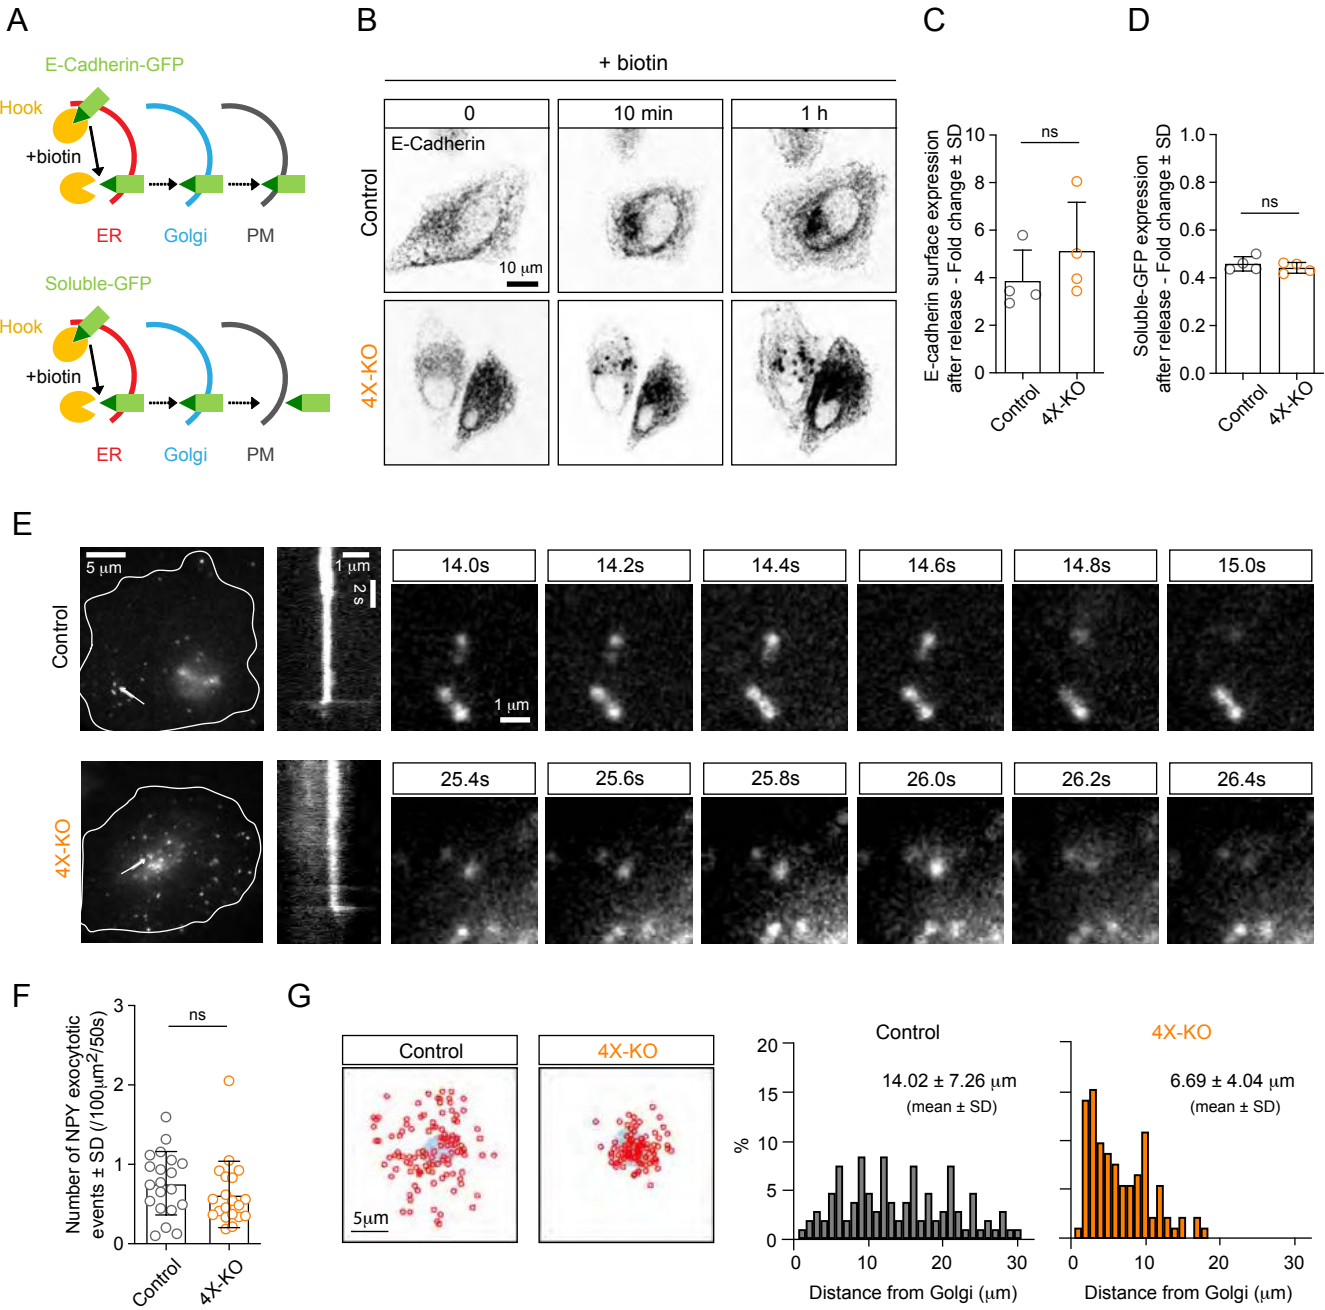 A
E-Cadherin-GFP
Hook
+biotin
ER
Golgi
PM
Soluble-GFP
Hook
+biotin
ER
Golgi
PM
B
+ biotin
0
10 min
1 h
Control
E-Cadherin
10 μm
4X-KO
C
E-cadherin surface expression
after release - Fold change ± SD
10
8
6
4
2
0
ns
Control
4X-KO
D
Soluble-GFP expression
after release - Fold change ± SD
1.0
0.8
0.6
0.4
0.2
0.0
ns
Control
4X-KO
E
Control
5 μm
1 μm
2 s
14.0s
14.2s
14.4s
14.6s
14.8s
15.0s
1 μm
4X-KO
25.4s
25.6s
25.8s
26.0s
26.2s
26.4s
F
Number of NPY exocytotic
events ± SD (/100μm²/50s)
3
2
1
0
ns
Control
4X-KO
G
Control
4X-KO
5μm
Control
%
20
15
10
5
0
14.02 ± 7.26 μm
(mean ± SD)
0
10
20
30
Distance from Golgi (μm)
4X-KO
6.69 ± 4.04 μm
(mean ± SD)
0
10
20
30
Distance from Golgi (μm)